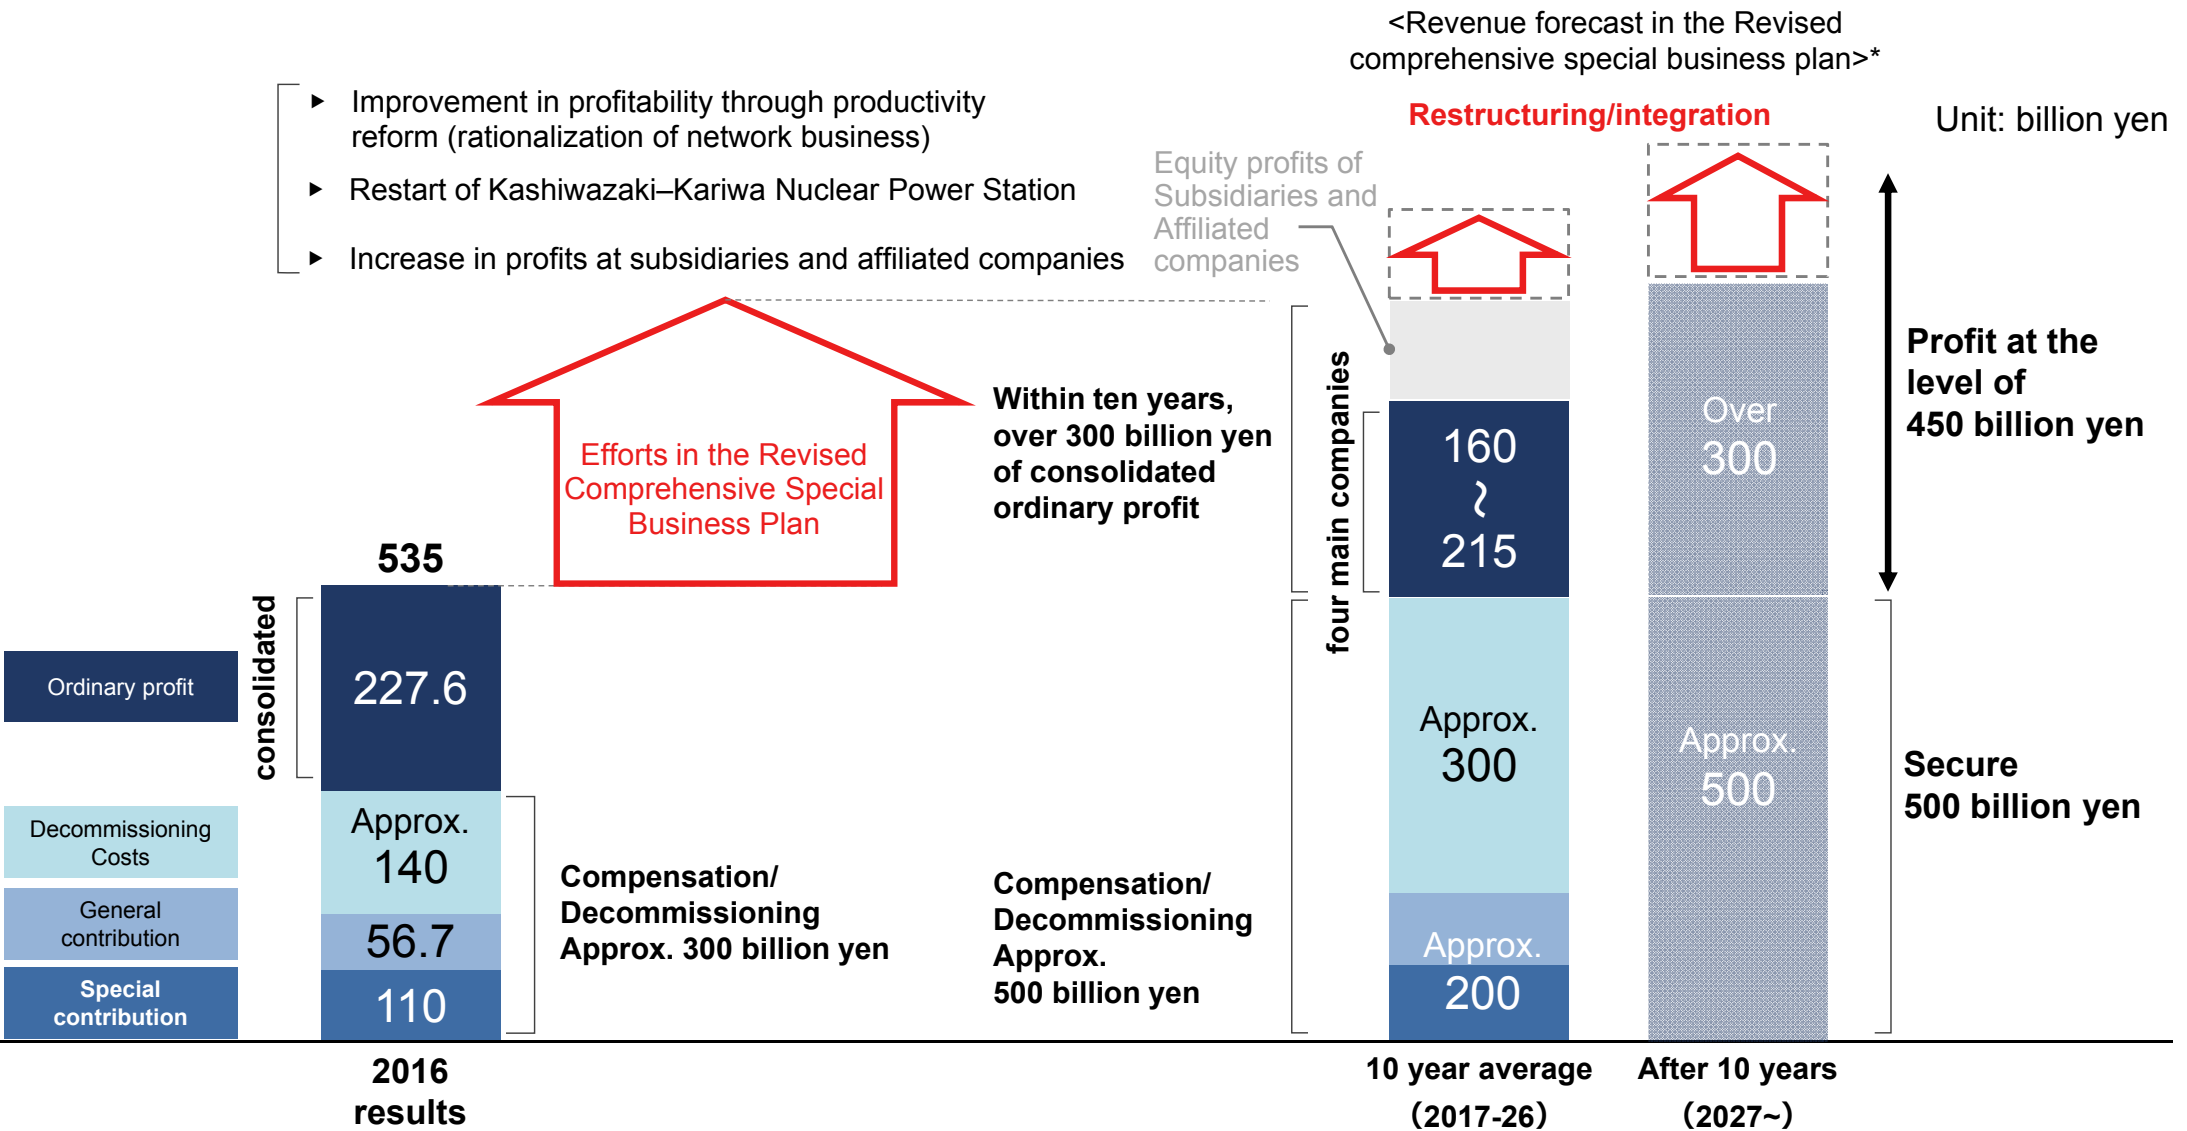 <Revenue forecast in the Revised
comprehensive special business plan>*
▶ Improvement in profitability through productivity
reform (rationalization of network business)
▶ Restart of Kashiwazaki–Kariwa Nuclear Power Station
▶ Increase in profits at subsidiaries and affiliated companies
Restructuring/integration
Unit: billion yen
Equity profits of
Subsidiaries and
Affiliated
companies
Efforts in the Revised
Comprehensive Special
Business Plan
Within ten years,
over 300 billion yen
of consolidated
ordinary profit
four main companies
160
~
215
Over
300
Profit at the
level of
450 billion yen
535
consolidated
Ordinary profit
227.6
Decommissioning
Costs
Approx.
140
General
contribution
56.7
Special
contribution
110
Compensation/
Decommissioning
Approx. 300 billion yen
Compensation/
Decommissioning
Approx.
500 billion yen
Approx.
300
Approx.
200
Approx.
500
Secure
500 billion yen
2016
results
10 year average
（2017-26）
After 10 years
（2027~）